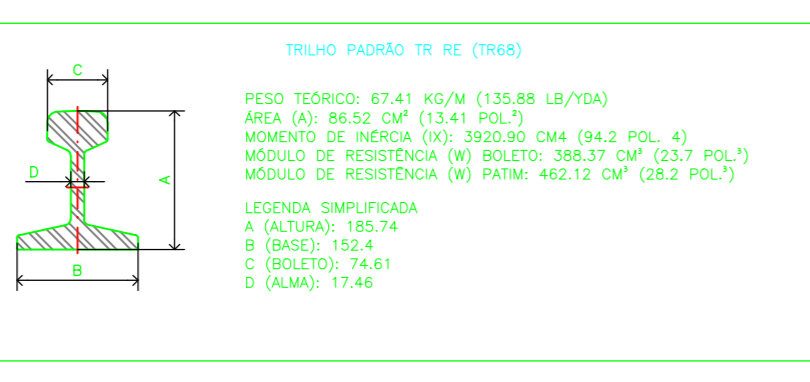 TRILHO PADRÃO TR RE (TR68)
C
D
A
B
PESO TEÓRICO: 67.41 KG/M (135.88 LB/YDA)
ÁREA (A): 86.52 CM² (13.41 POL.²)
MOMENTO DE INÉRCIA (IX): 3920.90 CM4 (94.2 POL. 4)
MÓDULO DE RESISTÊNCIA (W) BOLETO: 388.37 CM³ (23.7 POL.³)
MÓDULO DE RESISTÊNCIA (W) PATIM: 462.12 CM³ (28.2 POL.³)
LEGENDA SIMPLIFICADA
A (ALTURA): 185.74
B (BASE): 152.4
C (BOLETO): 74.61
D (ALMA): 17.46